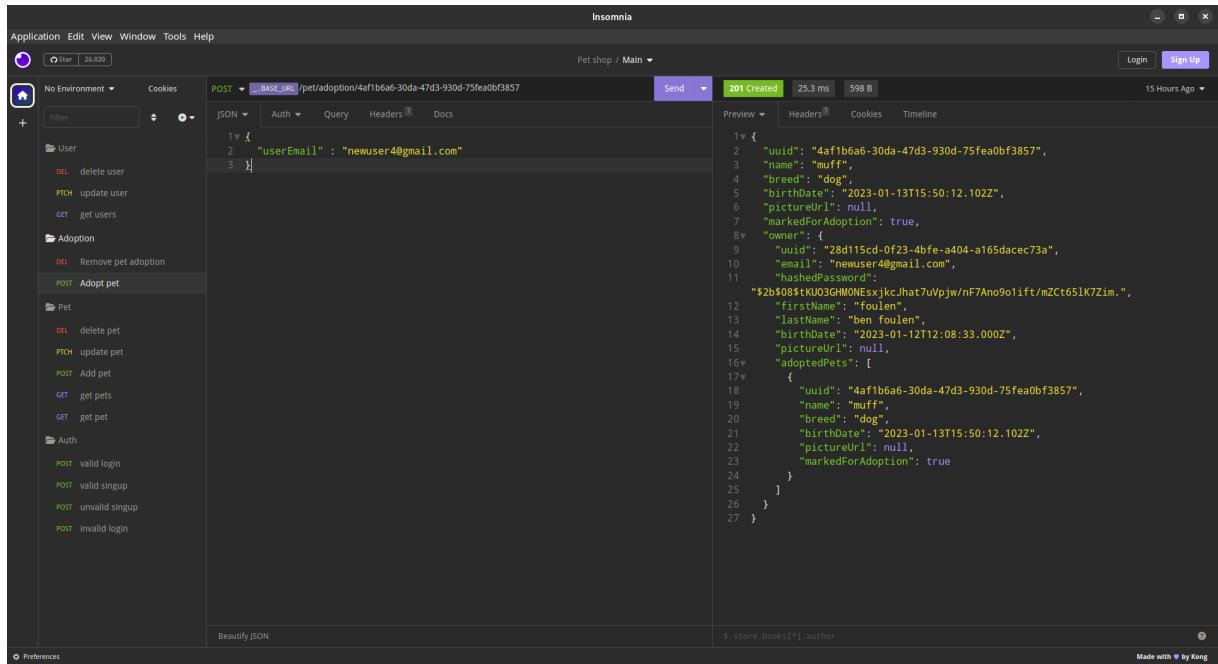 Insomnia
Application Edit View Window Tools Help
Star 26,020
Pet shop / Main
Login Sign Up
No Environment Cookies
POST _.BASE_URL /pet/adoption/4af1b6a6-30da-47d3-930d-75fea0bf3857 Send
201 Created 25.3 ms 598 B 15 Hours Ago
Filter
JSON Auth Query Headers 1 Docs
Preview Headers 7 Cookies Timeline
User
DEL delete user
PTCH update user
GET get users
Adoption
DEL Remove pet adoption
POST Adopt pet
Pet
DEL delete pet
PTCH update pet
POST Add pet
GET get pets
GET get pet
Auth
POST valid login
POST valid singup
POST unvalid singup
POST invalid login
1 {
2 "userEmail" : "newuser4@gmail.com"
3 }
1 {
2 "uuid": "4af1b6a6-30da-47d3-930d-75fea0bf3857",
3 "name": "muff",
4 "breed": "dog",
5 "birthDate": "2023-01-13T15:50:12.102Z",
6 "pictureUrl": null,
7 "markedForAdoption": true,
8 "owner": {
9 "uuid": "28d115cd-0f23-4bfe-a404-a165dacec73a",
10 "email": "newuser4@gmail.com",
11 "hashedPassword":
"$2b$08$tKUO3GHM0NEsxjkcJhat7uVpjw/nF7Ano9o1ift/mZCt65lK7Zim.",
12 "firstName": "foulen",
13 "lastName": "ben foulen",
14 "birthDate": "2023-01-12T12:08:33.000Z",
15 "pictureUrl": null,
16 "adoptedPets": [
17 {
18 "uuid": "4af1b6a6-30da-47d3-930d-75fea0bf3857",
19 "name": "muff",
20 "breed": "dog",
21 "birthDate": "2023-01-13T15:50:12.102Z",
22 "pictureUrl": null,
23 "markedForAdoption": true
24 }
25 ]
26 }
27 }
Beautify JSON
$.store.books[*].author
Preferences
Made with ♥ by Kong